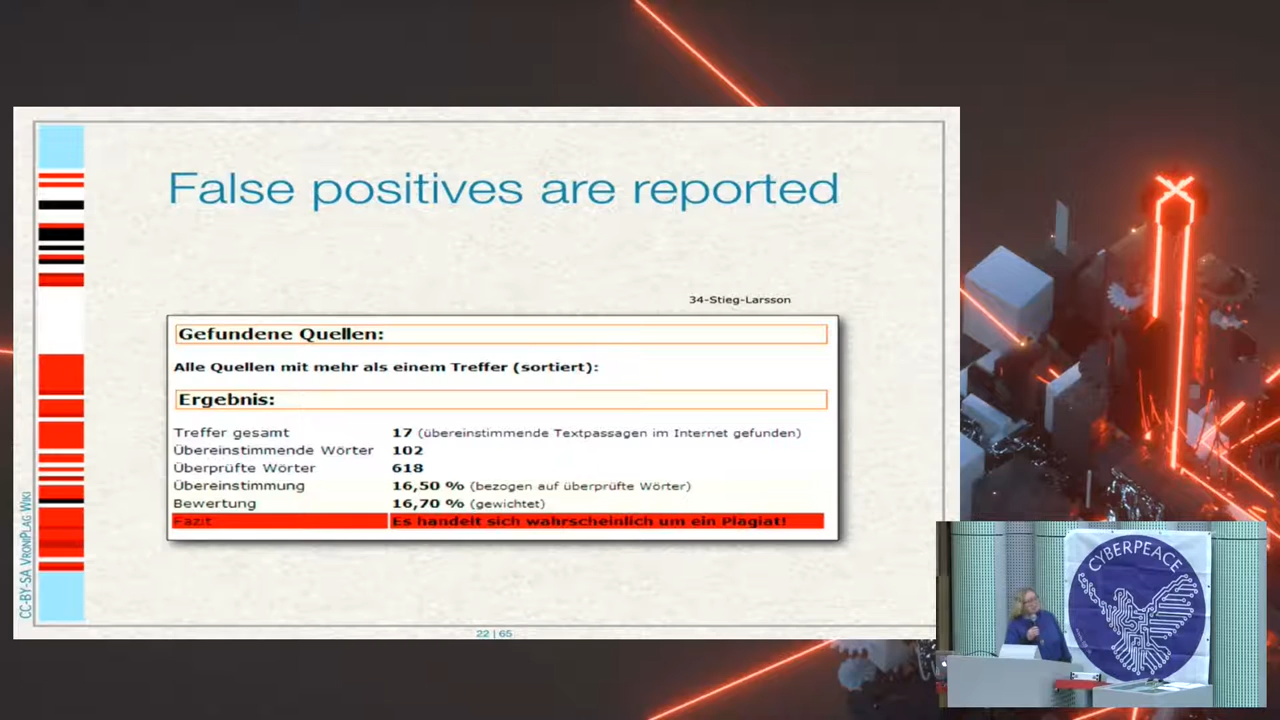 False positives are reported
34-Stieg-Larsson
Gefundene Quellen:
Alle Quellen mit mehr als einem Treffer (sortiert):
Ergebnis:
Treffer gesamt 17 (übereinstimmende Textpassagen im Internet gefunden)
Übereinstimmende Wörter 102
Überprüfte Wörter 618
Übereinstimmung 16,50 % (bezogen auf überprüfte Wörter)
Bewertung 16,70 % (gewichtet)
Fazit Es handelt sich wahrscheinlich um ein Plagiat!
CC-BY-SA VRONIPLAG WIKI
22 | 65
CYBERPEACE